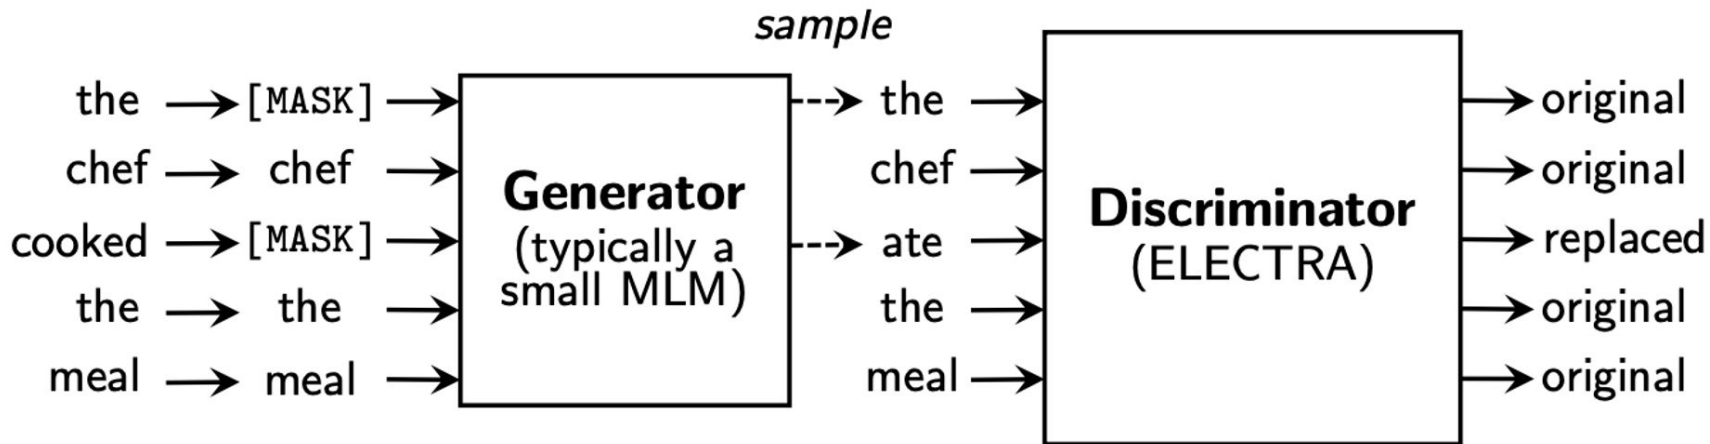 sample
the [MASK] the original
chef chef chef original
cooked [MASK] ate replaced
the the the original
meal meal meal original
Generator
(typically a
small MLM)
Discriminator
(ELECTRA)